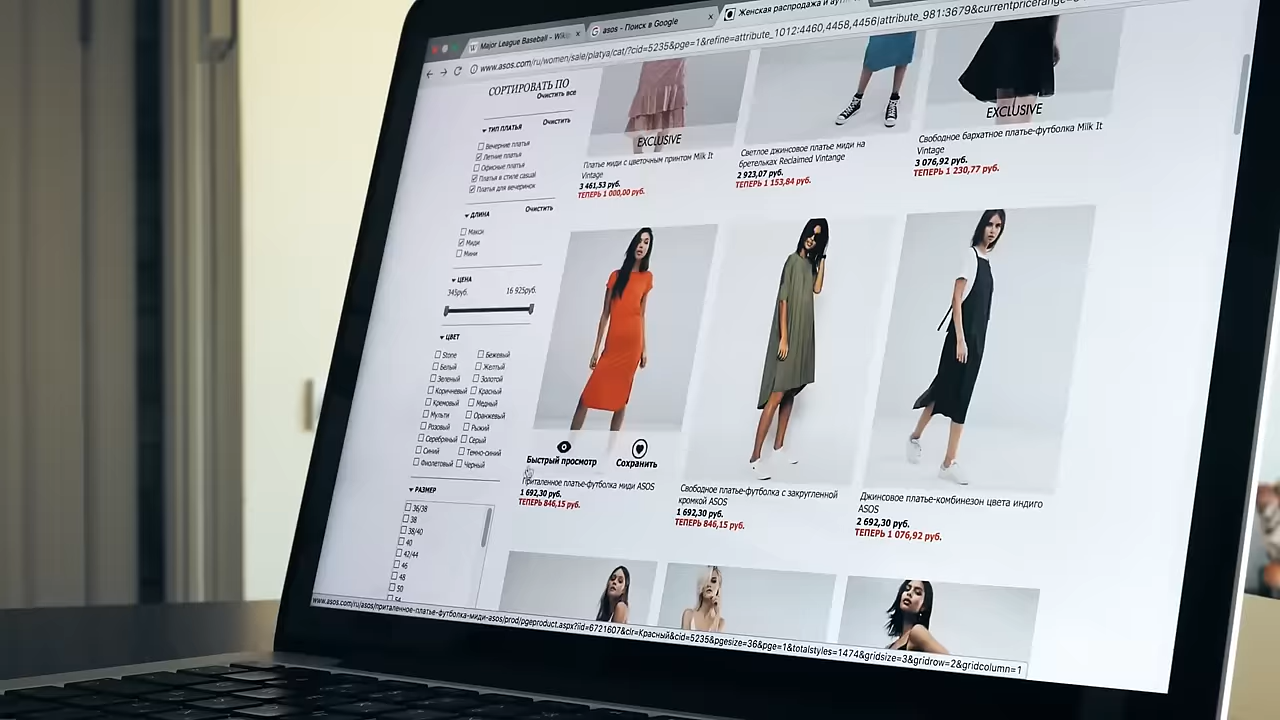 Major League Baseball - Wiki
asos - Поиск в Google
Женская распродажа и аутл
www.asos.com/ru/women/sale/platya/cat/?cid=5235&pge=1&refine=attribute_1012:4460,4458,4456|attribute_981:3679&currentpricerange=
СОРТИРОВАТЬ ПО
Очистить все
ТИП ПЛАТЬЯ
Очистить
Вечерние платья
Летние платья
Офисные платья
Платья в стиле casual
Платья для вечеринок
ДЛИНА
Очистить
Макси
Миди
Мини
ЦЕНА
345руб.
16 925руб.
ЦВЕТ
Stone
Бежевый
Белый
Желтый
Зеленый
Золотой
Коричневый
Красный
Кремовый
Медный
Мульти
Оранжевый
Розовый
Рыжий
Серебряный
Серый
Синий
Темно-синий
Фиолетовый
Черный
РАЗМЕР
36/38
38
38/40
40
42/44
46
48
50
EXCLUSIVE
Платье миди с цветочным принтом Milk It
Vintage
3 461,53 руб.
ТЕПЕРЬ 1 000,00 руб.
Светлое джинсовое платье миди на
бретельках Reclaimed Vintage
2 923,07 руб.
ТЕПЕРЬ 1 153,84 руб.
EXCLUSIVE
Свободное бархатное платье-футболка Milk It
Vintage
3 076,92 руб.
ТЕПЕРЬ 1 230,77 руб.
Быстрый просмотр
Сохранить
Приталенное платье-футболка миди ASOS
1 692,30 руб.
ТЕПЕРЬ 846,15 руб.
Свободное платье-футболка с закругленной
кромкой ASOS
1 692,30 руб.
ТЕПЕРЬ 846,15 руб.
Джинсовое платье-комбинезон цвета индиго
ASOS
2 692,30 руб.
ТЕПЕРЬ 1 076,92 руб.
www.asos.com/ru/asos/приталенное-платье-футболка-миди-asos/prod/pgeproduct.aspx?iid=6721607&clr=Красный&cid=5235&pgesize=36&pge=1&totalstyles=1474&gridsize=3&gridrow=2&gridcolumn=1